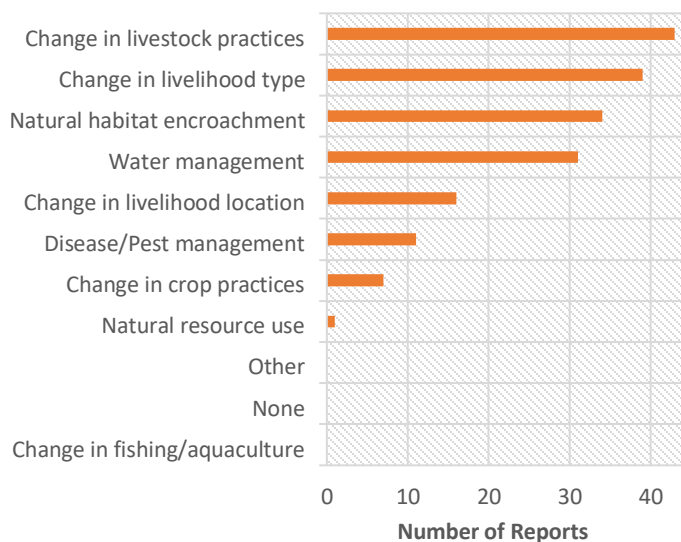 Change in livestock practices
Change in livelihood type
Natural habitat encroachment
Water management
Change in livelihood location
Disease/Pest management
Change in crop practices
Natural resource use
Other
None
Change in fishing/aquaculture
0 10 20 30 40
Number of Reports